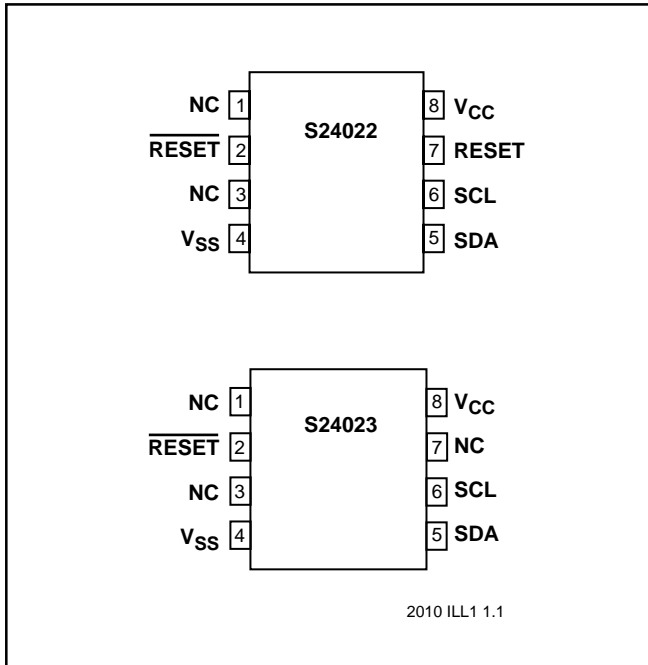 S24022
NC 1 8 VCC
RESET 2 7 RESET
NC 3 6 SCL
VSS 4 5 SDA
S24023
NC 1 8 VCC
RESET 2 7 NC
NC 3 6 SCL
VSS 4 5 SDA
2010 ILL1 1.1